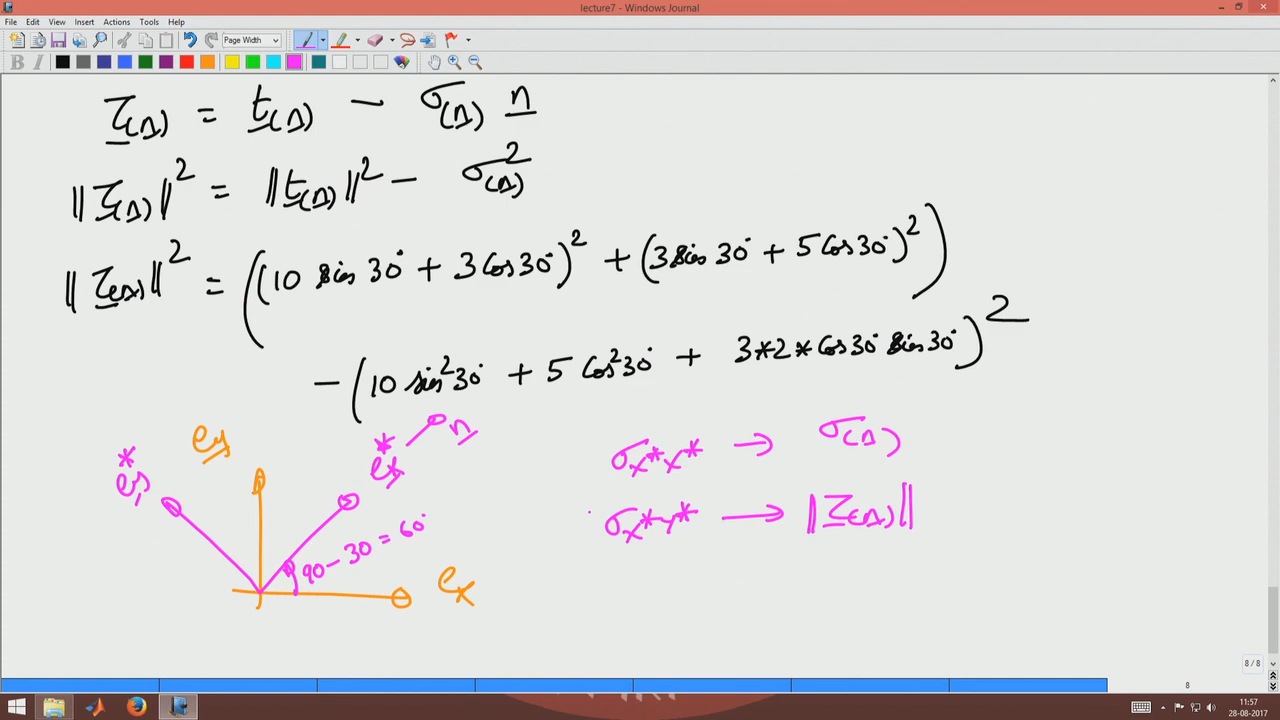 lecture7 - Windows Journal
File Edit View Insert Actions Tools Help
Page Width
τ(n) = t(n) - σ(n) n
||τ(n)||² = ||t(n)||² - σ(n)²
||τ(n)||² = ((10 sin 30° + 3 cos 30°)² + (3 sin 30° + 5 cos 30°)²)
- (10 sin² 30° + 5 cos² 30° + 3*2* cos 30° sin 30°)²
ey* ey ex* n
σx*x* → σ(n)
σx*y* → ||τ(n)||
90 - 30 = 60°
ex
8 / 8
8
11:57
28-08-2017